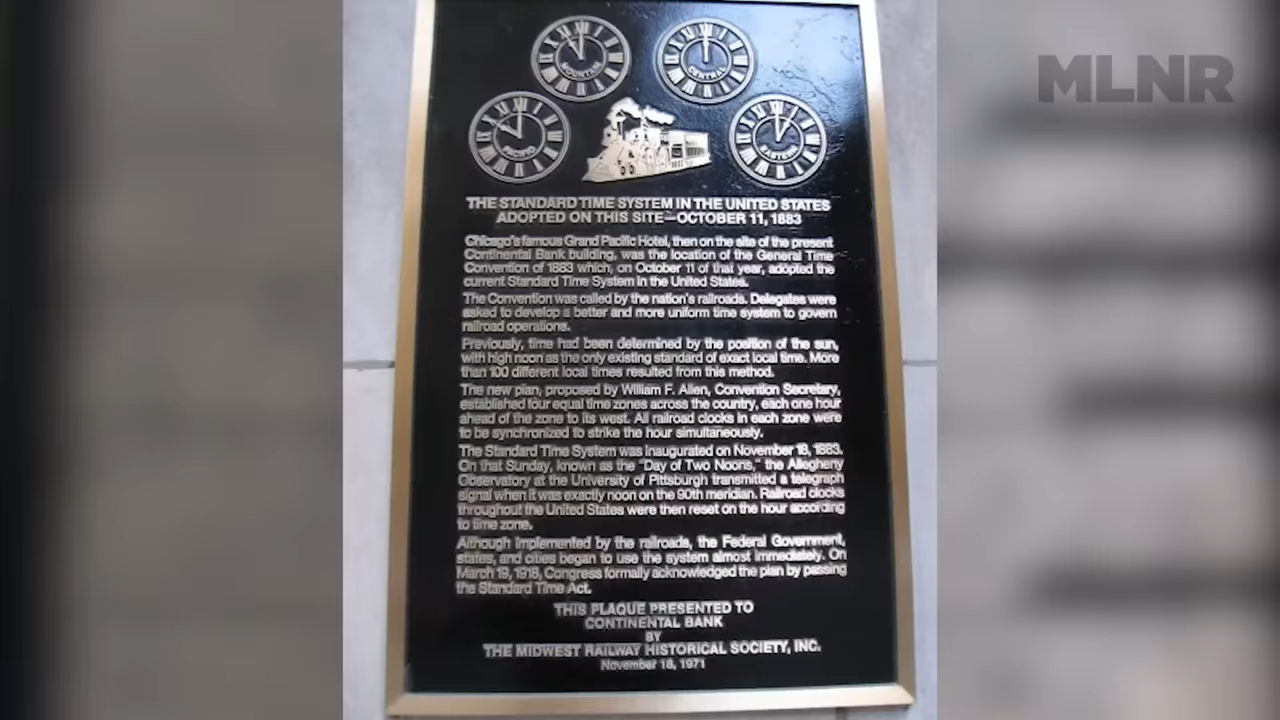 MLNR
MOUNTAIN
CENTRAL
PACIFIC
EASTERN
THE STANDARD TIME SYSTEM IN THE UNITED STATES
ADOPTED ON THIS SITE—OCTOBER 11, 1883
Chicago's famous Grand Pacific Hotel, then on the site of the present
Continental Bank building, was the location of the General Time
Convention of 1883 which, on October 11 of that year, adopted the
current Standard Time System in the United States.
The Convention was called by the nation's railroads. Delegates were
asked to develop a better and more uniform time system to govern
railroad operations.
Previously, time had been determined by the position of the sun,
with high noon as the only existing standard of exact local time. More
than 100 different local times resulted from this method.
The new plan, proposed by William F. Allen, Convention Secretary,
established four equal time zones across the country, each one hour
ahead of the zone to its west. All railroad clocks in each zone were
to be synchronized to strike the hour simultaneously.
The Standard Time System was inaugurated on November 18, 1883.
On that Sunday, known as the "Day of Two Noons," the Allegheny
Observatory at the University of Pittsburgh transmitted a telegraph
signal when it was exactly noon on the 90th meridian. Railroad clocks
throughout the United States were then reset on the hour according
to time zone.
Although implemented by the railroads, the Federal Government,
states, and cities began to use the system almost immediately. On
March 19, 1918, Congress formally acknowledged the plan by passing
the Standard Time Act.
THIS PLAQUE PRESENTED TO
CONTINENTAL BANK
BY
THE MIDWEST RAILWAY HISTORICAL SOCIETY, INC.
November 18, 1971